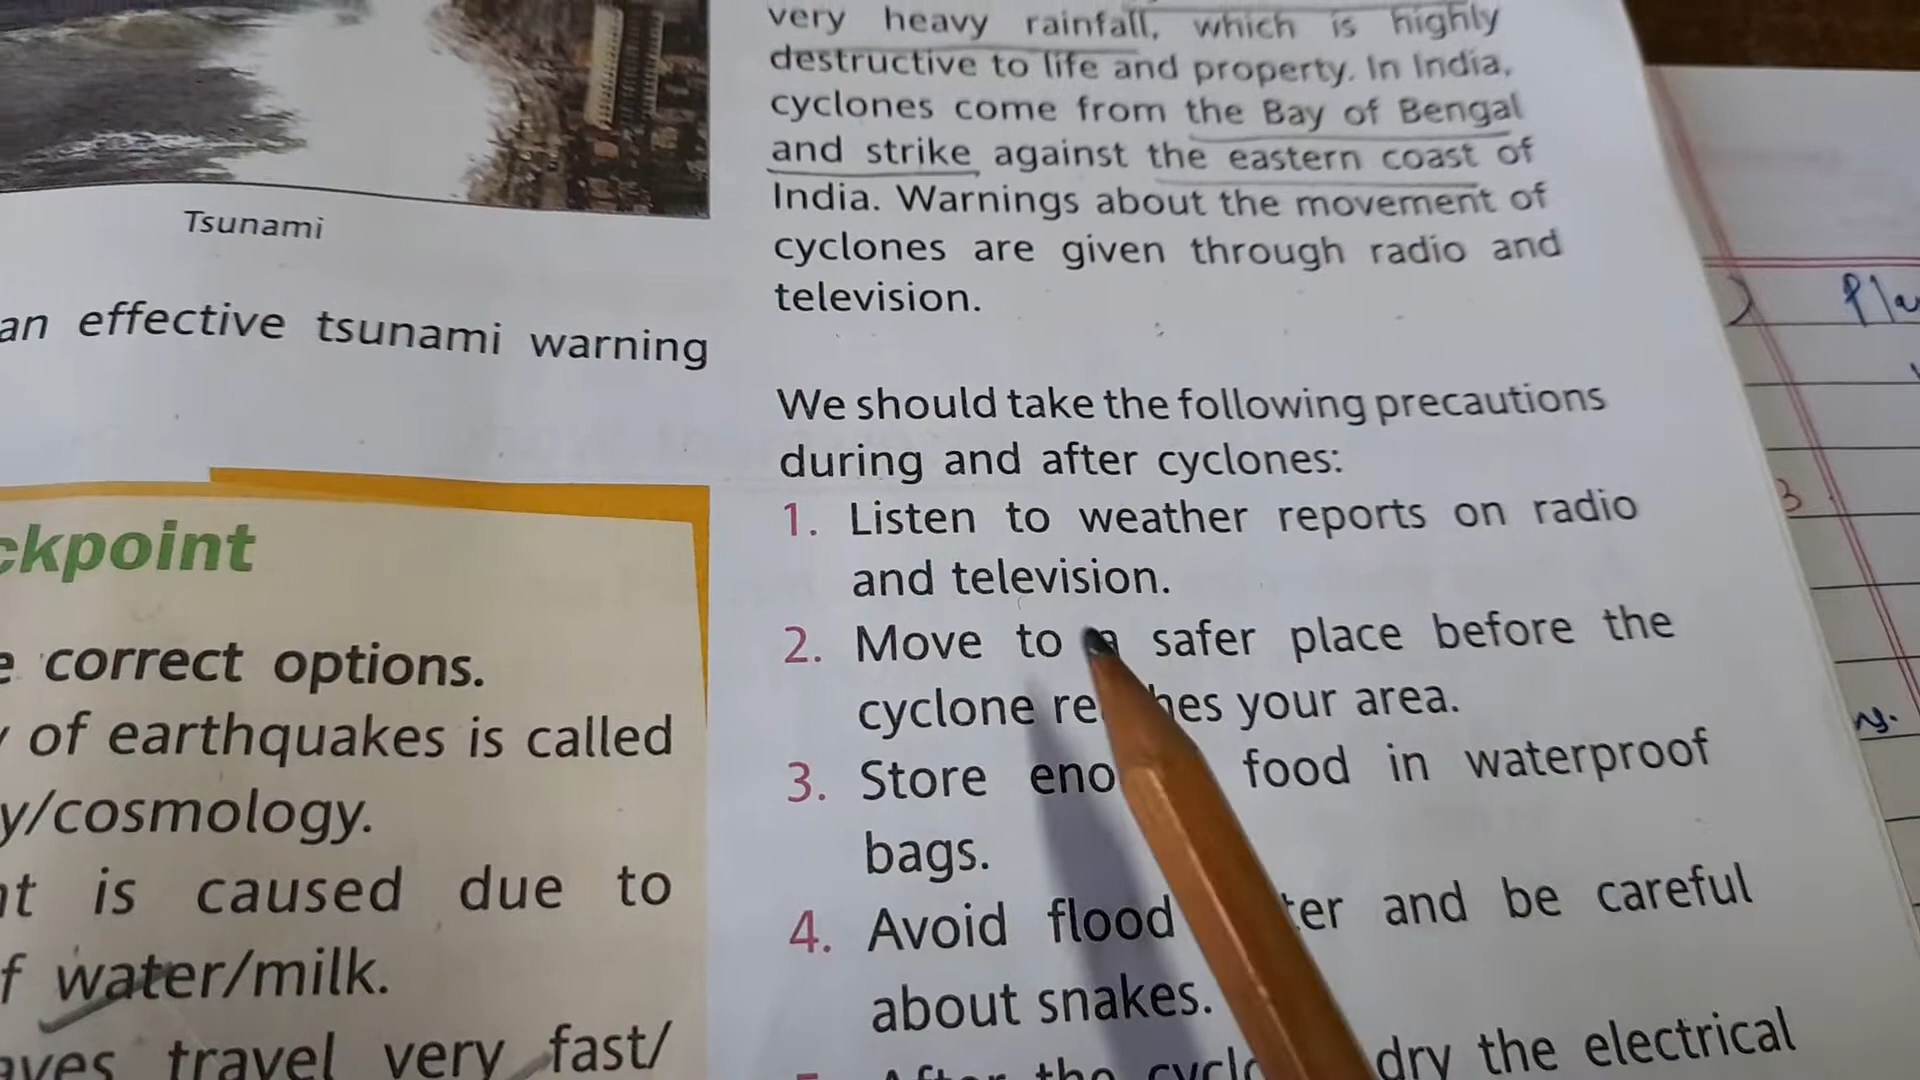 Tsunami
an effective tsunami warning
ckpoint
correct options.
of earthquakes is called
y/cosmology.
is caused due to
f water/milk.
aves travel very fast/
very heavy rainfall, which is highly
destructive to life and property. In India,
cyclones come from the Bay of Bengal
and strike against the eastern coast of
India. Warnings about the movement of
cyclones are given through radio and
television.
We should take the following precautions
during and after cyclones:
1. Listen to weather reports on radio
and television.
2. Move to a safer place before the
cyclone reaches your area.
3. Store food in waterproof
bags.
4. Avoid flood and be careful
about snakes.
After the dry the electrical
3